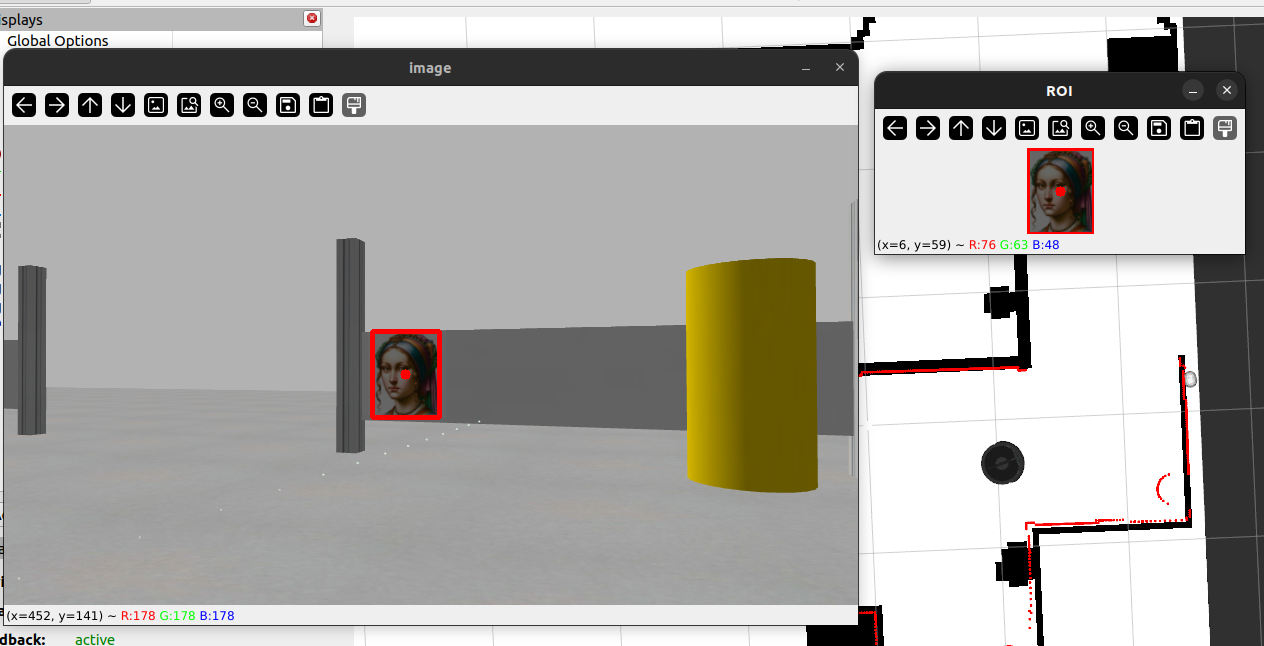 splays
Global Options
image
ROI
(x=6, y=59) ~ R:76 G:63 B:48
(x=452, y=141) ~ R:178 G:178 B:178
dback: active